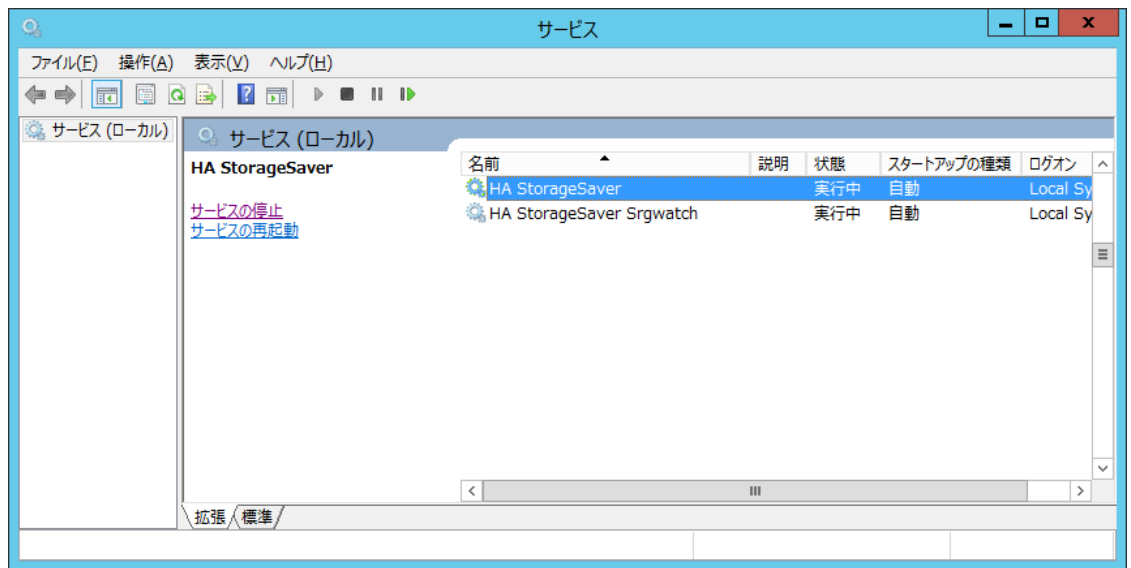 サービス
ファイル(F) 操作(A) 表示(V) ヘルプ(H)
サービス (ローカル)
サービス (ローカル)
HA StorageSaver
サービスの停止
サービスの再起動
名前 説明 状態 スタートアップの種類 ログオン
HA StorageSaver 実行中 自動 Local Sy
HA StorageSaver Srgwatch 実行中 自動 Local Sy
拡張 標準